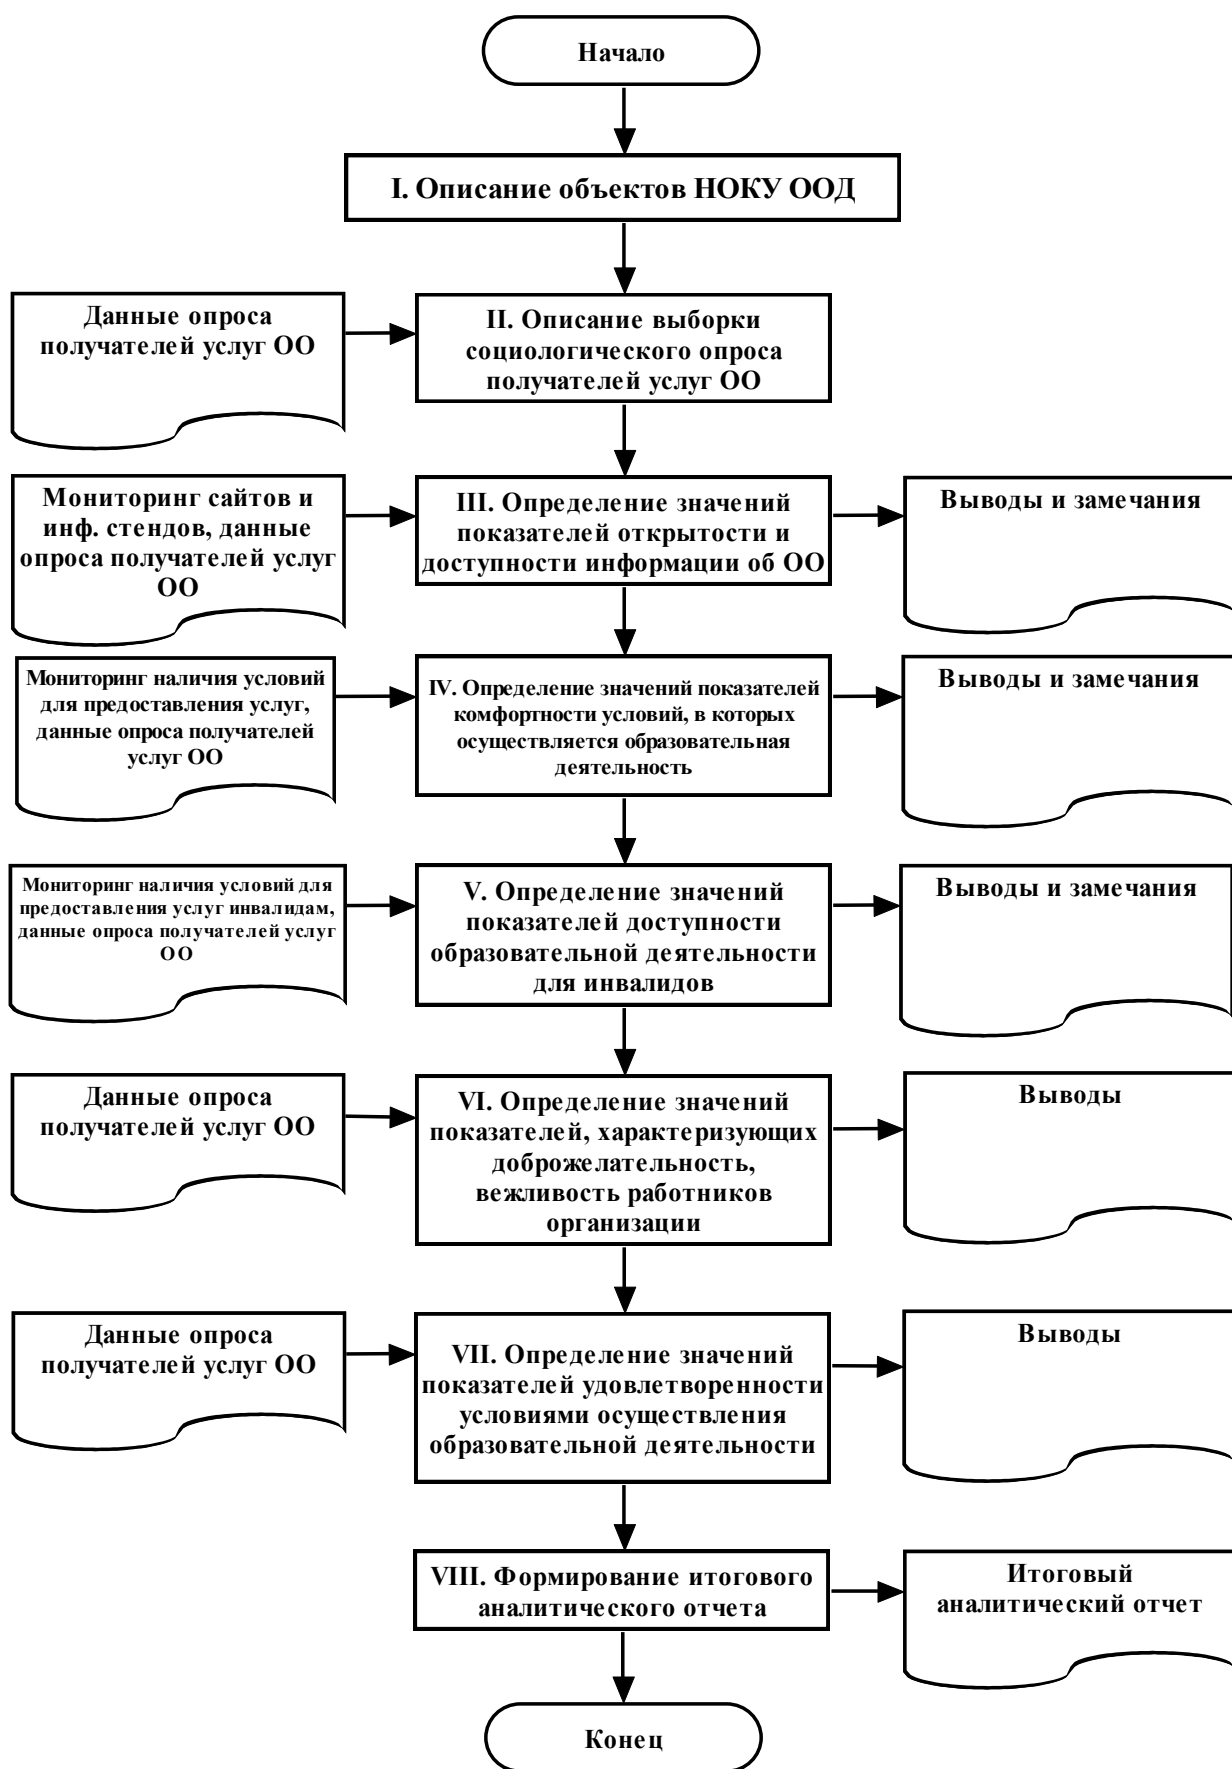 Начало
I. Описание объектов НОКУ ООД
Данные опроса
получателей услуг ОО
II. Описание выборки
социологического опроса
получателей услуг ОО
Мониторинг сайтов и
инф. стендов, данные
опроса получателей услуг
ОО
III. Определение значений
показателей открытости и
доступности информации об ОО
Выводы и замечания
Мониторинг наличия условий
для предоставления услуг,
данные опроса получателей
услуг ОО
IV. Определение значений показателей
комфортности условий, в которых
осуществляется образовательная
деятельность
Выводы и замечания
Мониторинг наличия условий для
предоставления услуг инвалидам,
данные опроса получателей услуг
ОО
V. Определение значений
показателей доступности
образовательной деятельности
для инвалидов
Выводы и замечания
Данные опроса
получателей услуг ОО
VI. Определение значений
показателей, характеризующих
доброжелательность,
вежливость работников
организации
Выводы
Данные опроса
получателей услуг ОО
VII. Определение значений
показателей удовлетворенности
условиями осуществления
образовательной деятельности
Выводы
VIII. Формирование итогового
аналитического отчета
Итоговый
аналитический отчет
Конец